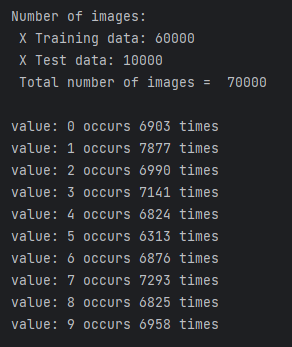 Number of images:
X Training data: 60000
X Test data: 10000
Total number of images =  70000
value: 0 occurs 6903 times
value: 1 occurs 7877 times
value: 2 occurs 6990 times
value: 3 occurs 7141 times
value: 4 occurs 6824 times
value: 5 occurs 6313 times
value: 6 occurs 6876 times
value: 7 occurs 7293 times
value: 8 occurs 6825 times
value: 9 occurs 6958 times